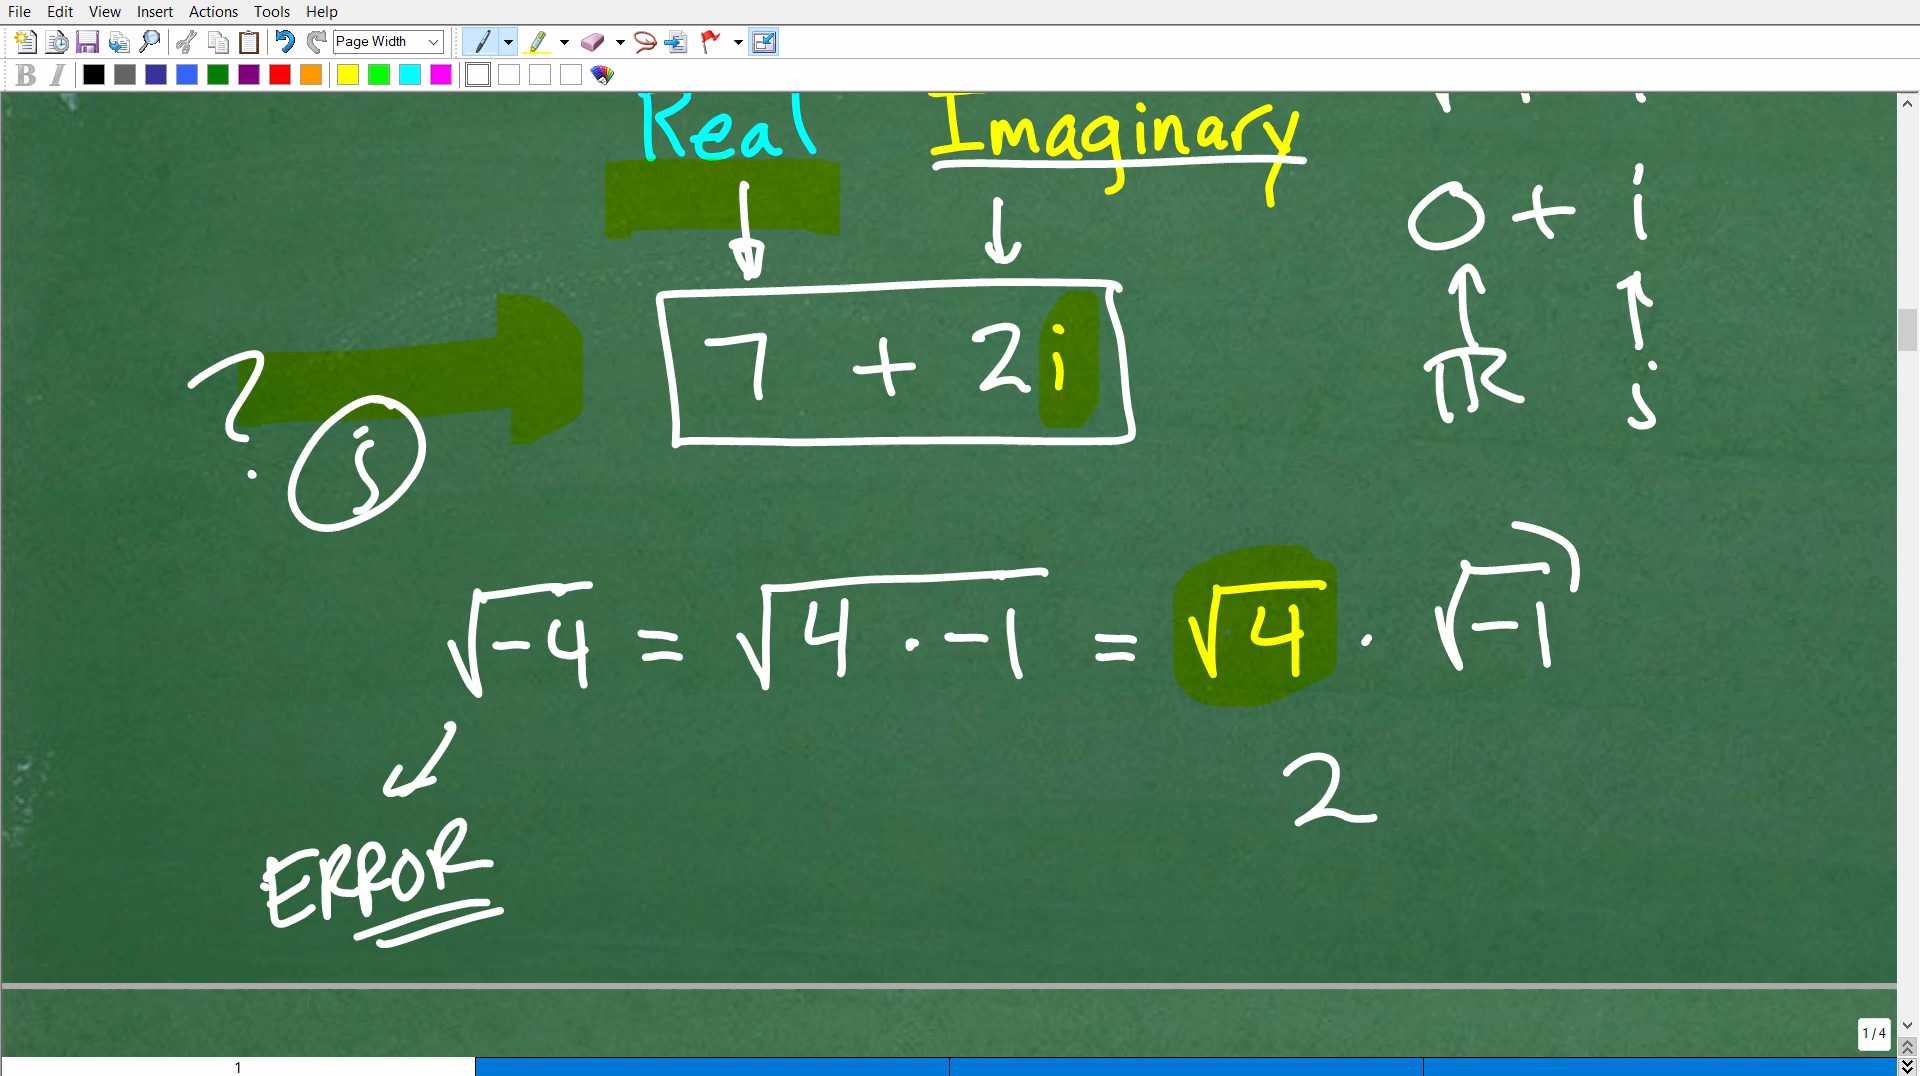 File Edit View Insert Actions Tools Help
Page Width
B I
Real Imaginary
0 + i
7 + 2i
ℝ i
?
i
√-4 = √4 · -1 = √4 · √-1
2
ERROR
1 / 4
1